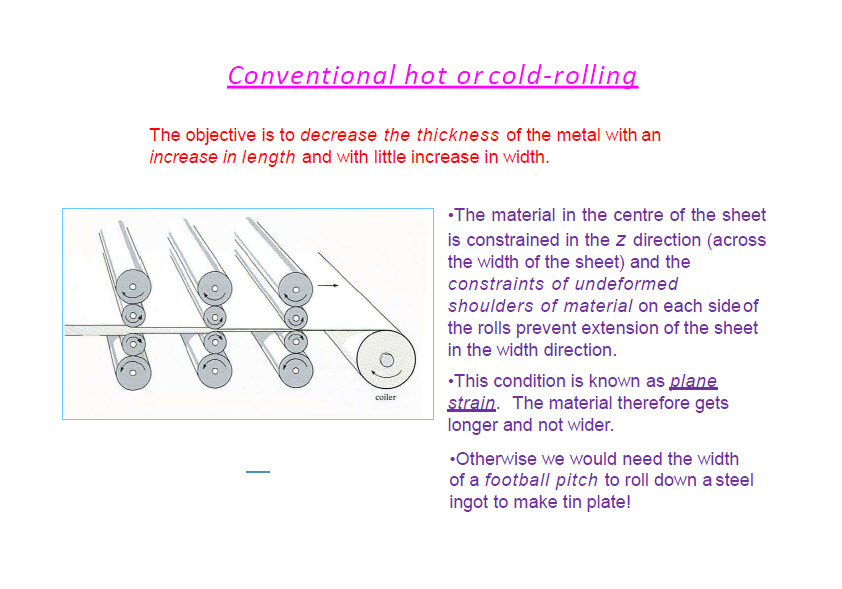 Conventional hot or cold-rolling
The objective is to decrease the thickness of the metal with an
increase in length and with little increase in width.
•The material in the centre of the sheet
is constrained in the z direction (across
the width of the sheet) and the
constraints of undeformed
shoulders of material on each side of
the rolls prevent extension of the sheet
in the width direction.
•This condition is known as plane
strain. The material therefore gets
longer and not wider.
•Otherwise we would need the width
of a football pitch to roll down a steel
ingot to make tin plate!
coiler